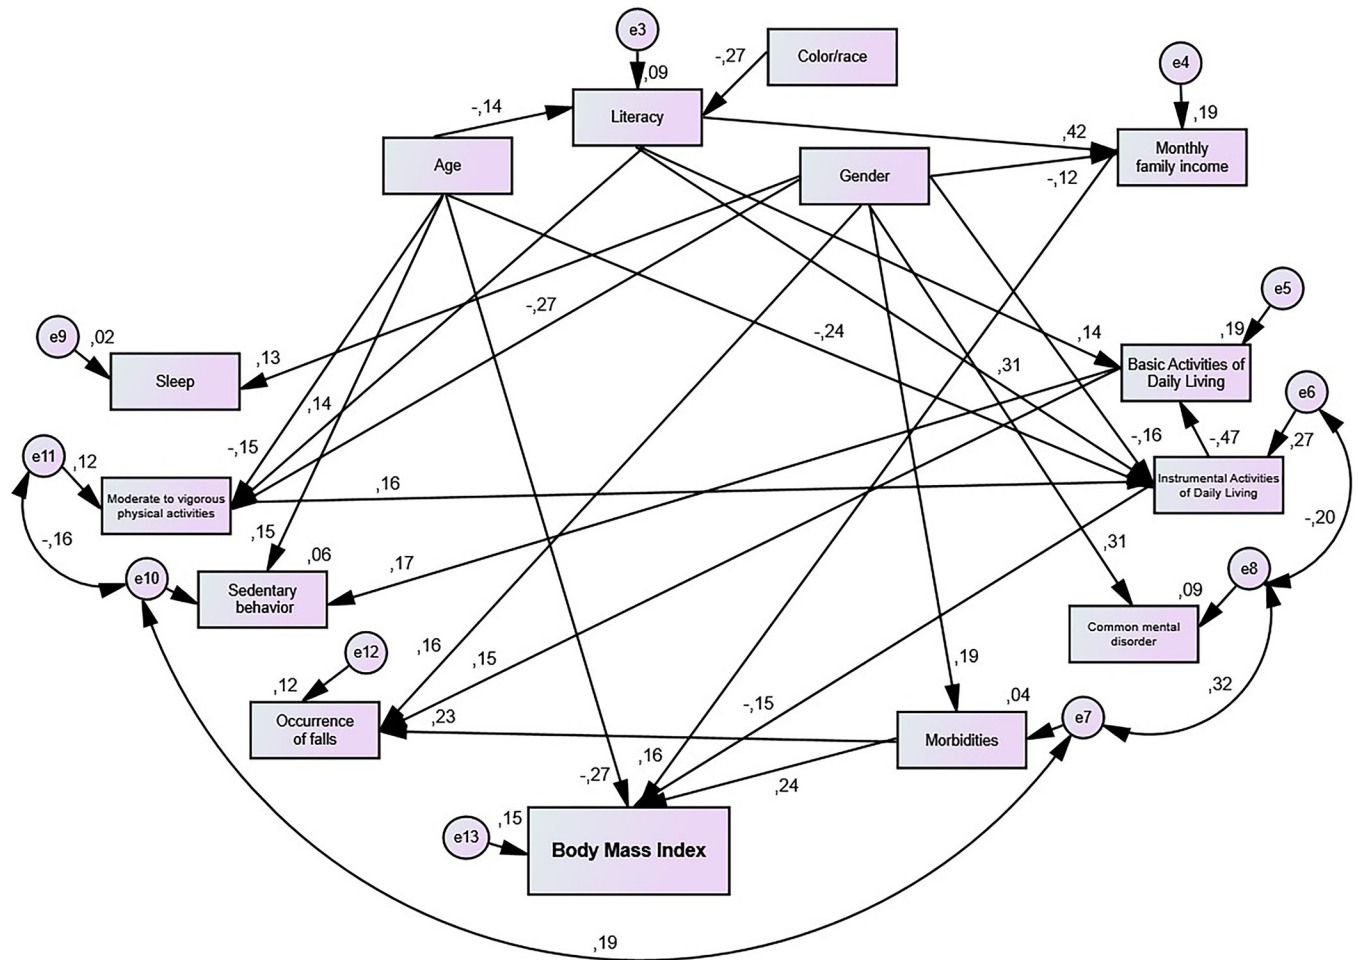 e3
-,27
Color/race
,09
e4
-,14
Literacy
,19
,42
Age
Monthly
family income
Gender
-,12
e5
-,27
e9
,02
-,24
,14
,19
,13
Sleep
,31
Basic Activities of
Daily Living
e6
,14
-,15
-,16
-,47
,27
e11
,12
Moderate to vigorous
physical activities
,16
Instrumental Activities
of Daily Living
-,20
-,16
,15
,06
,17
,31
e10
e8
Sedentary
behavior
,09
Common mental
disorder
e12
,16
,15
,19
,12
,32
,04
Occurrence
of falls
,23
-,15
e7
Morbidities
,16
-,27
,24
e13
,15
Body Mass Index
,19